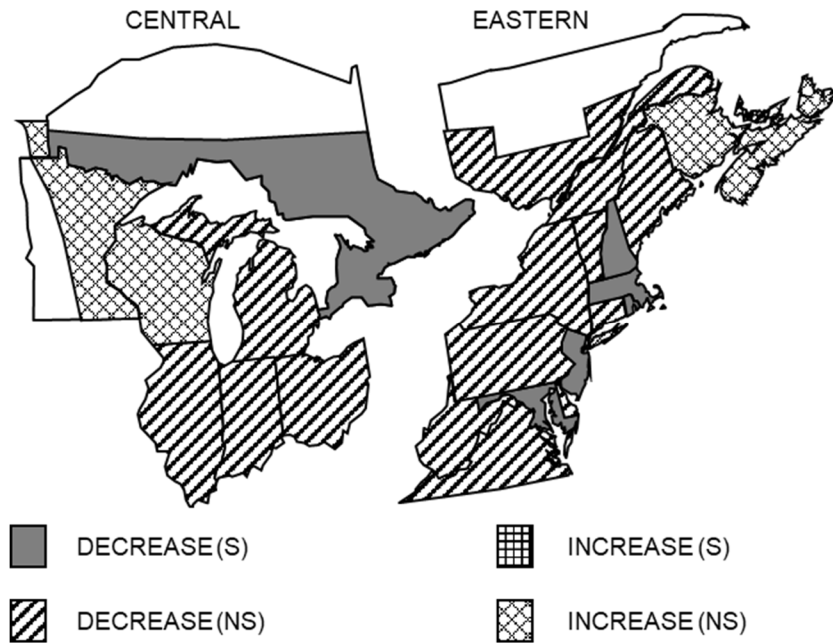 CENTRAL
EASTERN
DECREASE (S)
INCREASE (S)
DECREASE (NS)
INCREASE (NS)